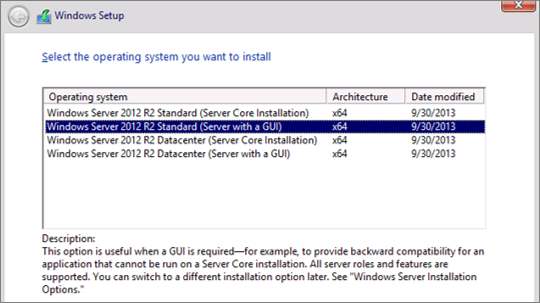 Windows Setup
Select the operating system you want to install
Operating system Architecture Date modified
Windows Server 2012 R2 Standard (Server Core Installation) x64 9/30/2013
Windows Server 2012 R2 Standard (Server with a GUI) x64 9/30/2013
Windows Server 2012 R2 Datacenter (Server Core Installation) x64 9/30/2013
Windows Server 2012 R2 Datacenter (Server with a GUI) x64 9/30/2013
Description:
This option is useful when a GUI is required—for example, to provide backward compatibility for an
application that cannot be run on a Server Core installation. All server roles and features are
supported. You can switch to a different installation option later. See "Windows Server Installation
Options."